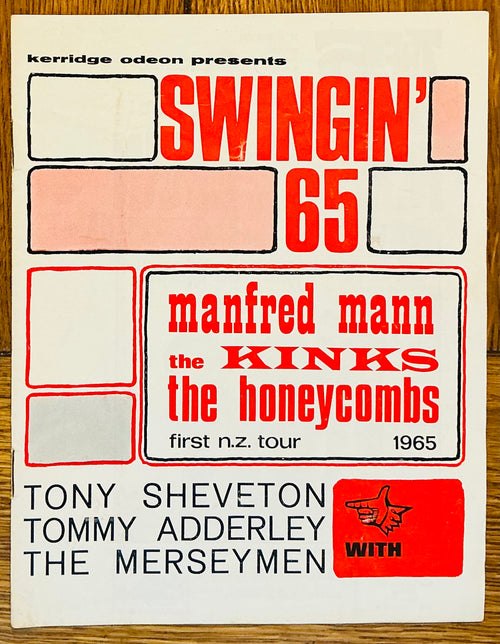 kerridge odeon presents
SWINGIN'
65
manfred mann
the KINKS
the honeycombs
first n.z. tour 1965
TONY SHEVETON
TOMMY ADDERLEY
THE MERSEYMEN
WITH